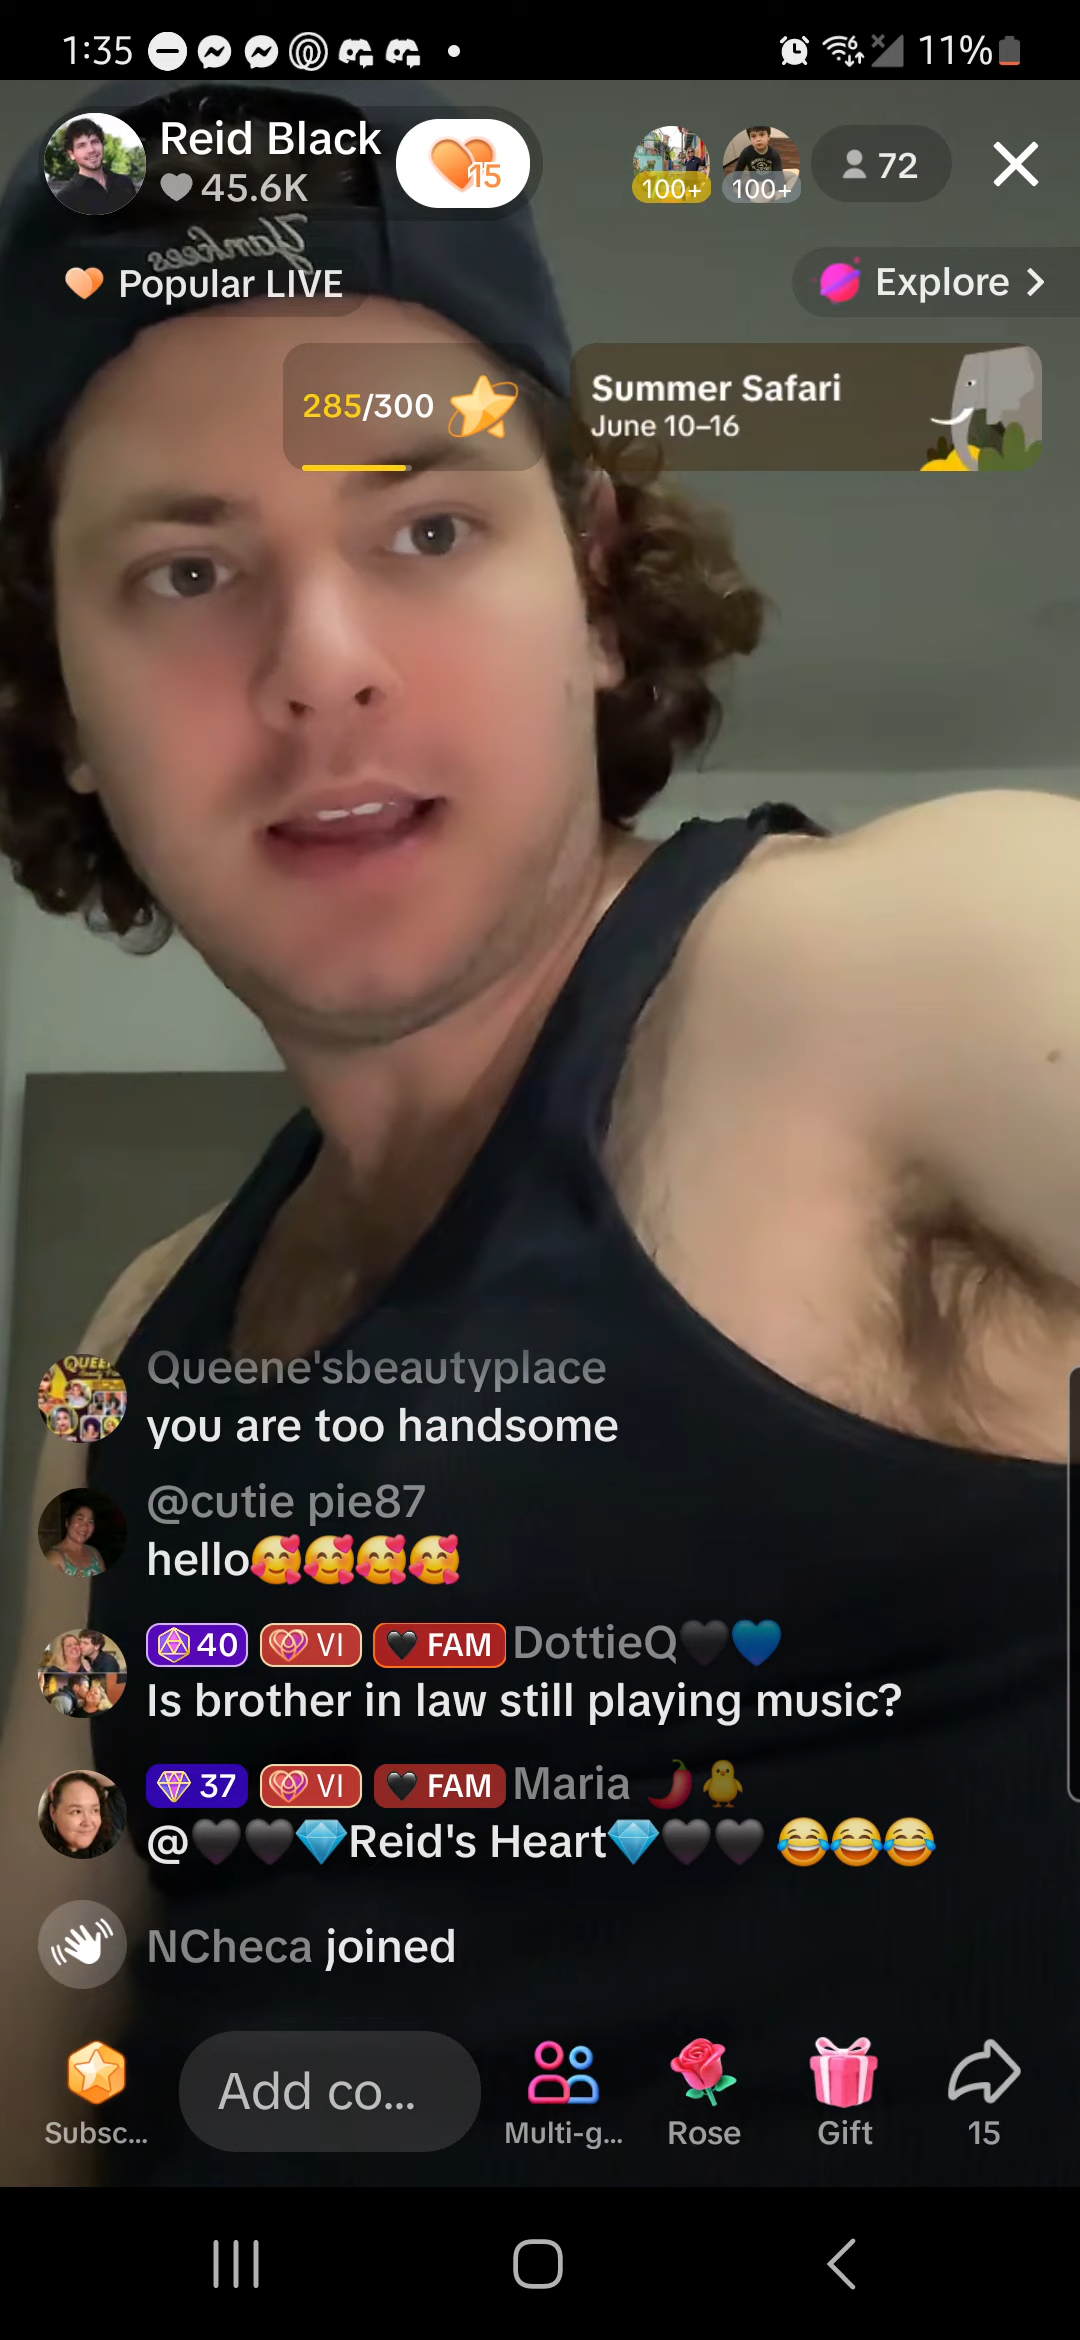 1:35
11%
Reid Black
45.6K
15
100+
100+
72
Yankees
Popular LIVE
Explore
285/300
Summer Safari
June 10–16
QUEE
Queene'sbeautyplace
you are too handsome
@cutie pie87
hello🥰🥰🥰🥰
40 VI 🖤 FAM DottieQ🖤💙
Is brother in law still playing music?
37 VI 🖤 FAM Maria 🌶️🐥
@🖤🖤💎Reid's Heart💎🖤🖤 😂😂😂
NCheca joined
Add co...
Subsc...
Multi-g...
Rose
Gift
15